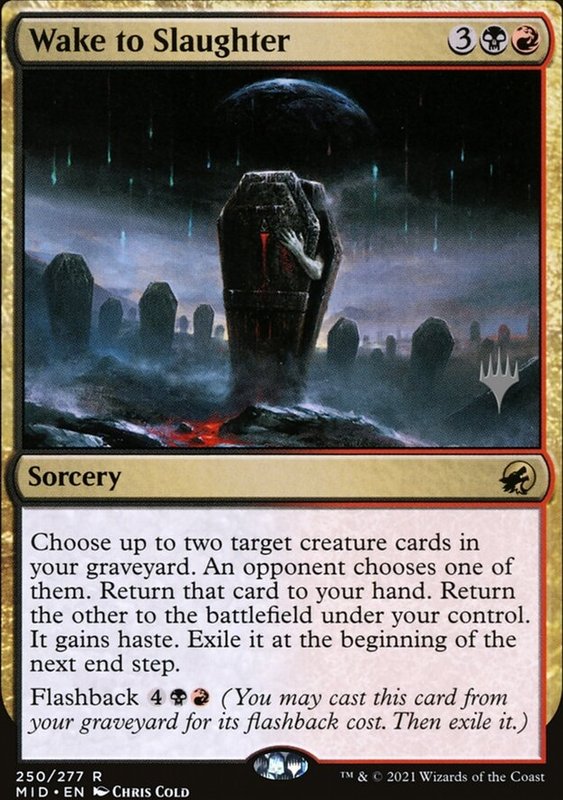 Wake to Slaughter 3
Sorcery
Choose up to two target creature cards in
your graveyard. An opponent chooses one of
them. Return that card to your hand. Return
the other to the battlefield under your control.
It gains haste. Exile it at the beginning of the
next end step.
Flashback 4 (You may cast this card from
your graveyard for its flashback cost. Then exile it.)
250/277 R
MID • EN Chris Cold ™ & © 2021 Wizards of the Coast